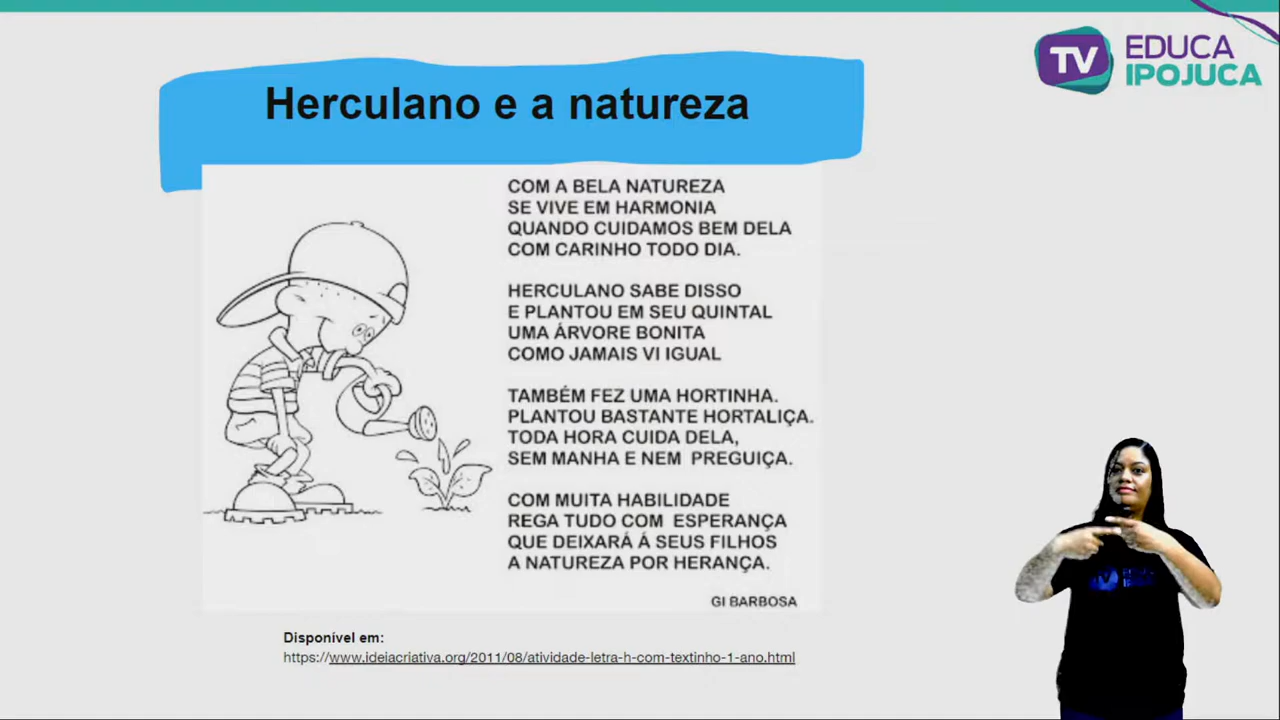 TV EDUCA
IPOJUCA
Herculano e a natureza
COM A BELA NATUREZA
SE VIVE EM HARMONIA
QUANDO CUIDAMOS BEM DELA
COM CARINHO TODO DIA.
HERCULANO SABE DISSO
E PLANTOU EM SEU QUINTAL
UMA ÁRVORE BONITA
COMO JAMAIS VI IGUAL
TAMBÉM FEZ UMA HORTINHA.
PLANTOU BASTANTE HORTALIÇA.
TODA HORA CUIDA DELA,
SEM MANHA E NEM PREGUIÇA.
COM MUITA HABILIDADE
REGA TUDO COM ESPERANÇA
QUE DEIXARÁ Á SEUS FILHOS
A NATUREZA POR HERANÇA.
GI BARBOSA
Disponível em:
https://www.ideiacriativa.org/2011/08/atividade-letra-h-com-textinho-1-ano.html
TV EDUCA